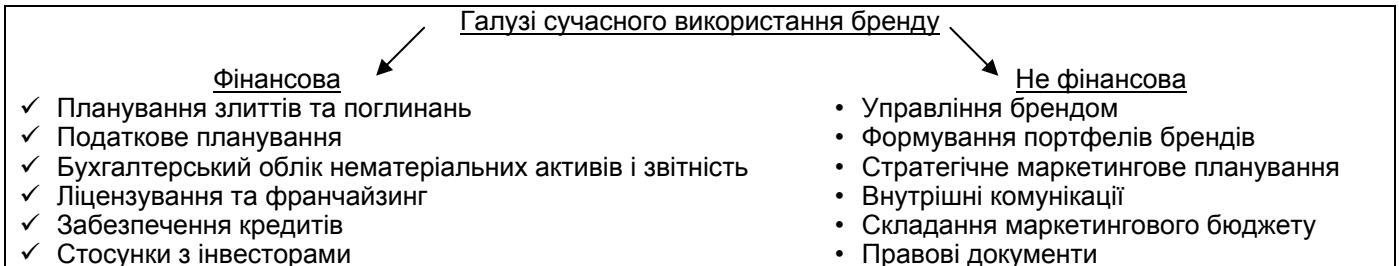 Галузі сучасного використання бренду
Фінансова
✓ Планування злиттів та поглинань
✓ Податкове планування
✓ Бухгалтерський облік нематеріальних активів і звітність
✓ Ліцензування та франчайзинг
✓ Забезпечення кредитів
✓ Стосунки з інвесторами
Не фінансова
• Управління брендом
• Формування портфелів брендів
• Стратегічне маркетингове планування
• Внутрішні комунікації
• Складання маркетингового бюджету
• Правові документи